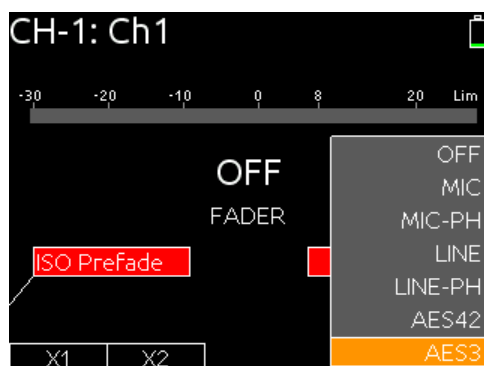 CH-1: Ch1
-30 -20 -10 0 8 20 Lim
OFF
FADER
ISO Prefade
X1 X2
OFF
MIC
MIC-PH
LINE
LINE-PH
AES42
AES3